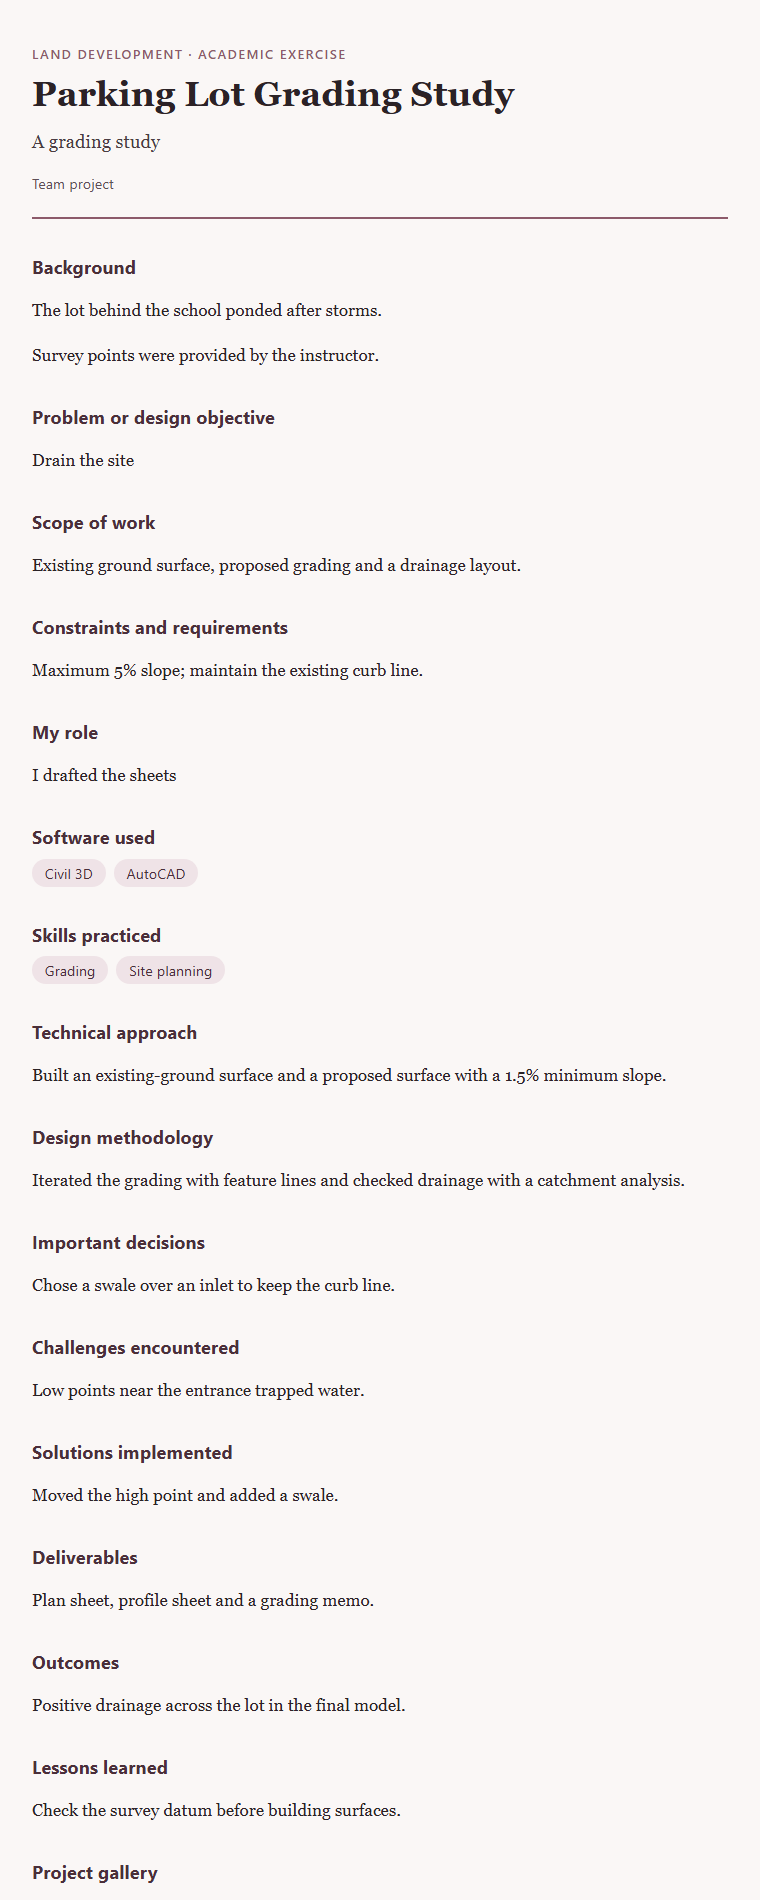 LAND DEVELOPMENT · ACADEMIC EXERCISE
Parking Lot Grading Study
A grading study
Team project
Background
The lot behind the school ponded after storms.
Survey points were provided by the instructor.
Problem or design objective
Drain the site
Scope of work
Existing ground surface, proposed grading and a drainage layout.
Constraints and requirements
Maximum 5% slope; maintain the existing curb line.
My role
I drafted the sheets
Software used
Civil 3D AutoCAD
Skills practiced
Grading Site planning
Technical approach
Built an existing-ground surface and a proposed surface with a 1.5% minimum slope.
Design methodology
Iterated the grading with feature lines and checked drainage with a catchment analysis.
Important decisions
Chose a swale over an inlet to keep the curb line.
Challenges encountered
Low points near the entrance trapped water.
Solutions implemented
Moved the high point and added a swale.
Deliverables
Plan sheet, profile sheet and a grading memo.
Outcomes
Positive drainage across the lot in the final model.
Lessons learned
Check the survey datum before building surfaces.
Project gallery